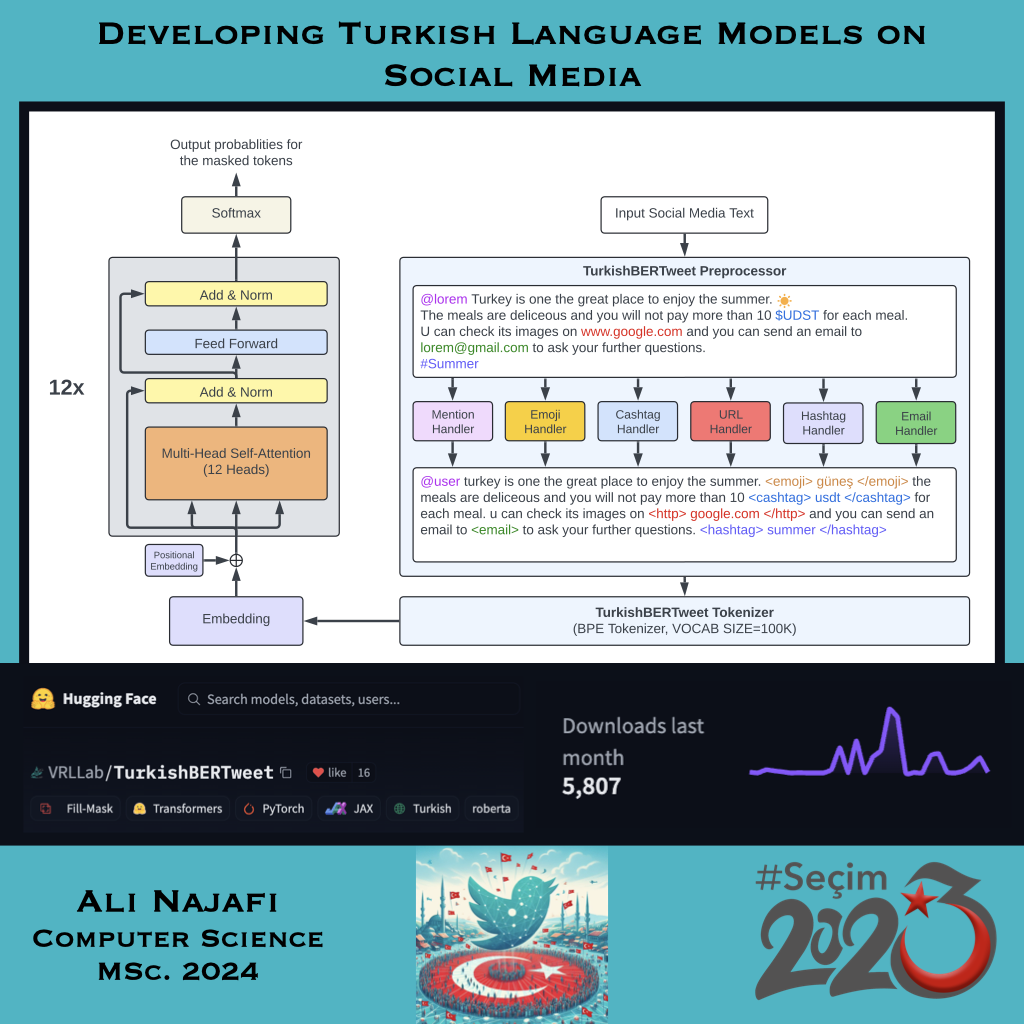 Developing Turkish Language Models on
Social Media
Output probablities for
the masked tokens
Softmax
Add & Norm
Feed Forward
Add & Norm
12x
Multi-Head Self-Attention
(12 Heads)
Positional
Embedding
Embedding
Input Social Media Text
TurkishBERTweet Preprocessor
@lorem Turkey is one the great place to enjoy the summer. ☀️
The meals are deliceous and you will not pay more than 10 $UDST for each meal.
U can check its images on www.google.com and you can send an email to
lorem@gmail.com to ask your further questions.
#Summer
Mention
Handler
Emoji
Handler
Cashtag
Handler
URL
Handler
Hashtag
Handler
Email
Handler
@user turkey is one the great place to enjoy the summer. <emoji> güneş </emoji> the
meals are deliceous and you will not pay more than 10 <cashtag> usdt </cashtag> for
each meal. u can check its images on <http> google.com </http> and you can send an
email to <email> to ask your further questions. <hashtag> summer </hashtag>
TurkishBERTweet Tokenizer
(BPE Tokenizer, VOCAB SIZE=100K)
Hugging Face
Search models, datasets, users...
VRLLab/TurkishBERTweet
like 16
Fill-Mask
Transformers
PyTorch
JAX
Turkish
roberta
Downloads last
month
5,807
Ali Najafi
Computer Science
MSc. 2024
#Seçim
2023